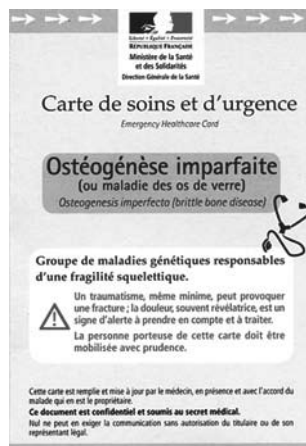 Liberté • Égalité • Fraternité
RÉPUBLIQUE FRANÇAISE
Ministère de la Santé
et des Solidarités
Direction Générale de la Santé
Carte de soins et d'urgence
Emergency Healthcare Card
Ostéogénèse imparfaite
(ou maladie des os de verre)
Osteogenesis imperfecta (brittle bone disease)
Groupe de maladies génétiques responsables
d'une fragilité squelettique.
Un traumatisme, même minime, peut provoquer
une fracture ; la douleur, souvent révélatrice, est un
signe d'alerte à prendre en compte et à traiter.
La personne porteuse de cette carte doit être
mobilisée avec prudence.
Cette carte est remplie et mise à jour par le médecin, en présence et avec l'accord du
malade qui en est le propriétaire.
Ce document est confidentiel et soumis au secret médical.
Nul ne peut en exiger la communication sans autorisation du titulaire ou de son
représentant légal.